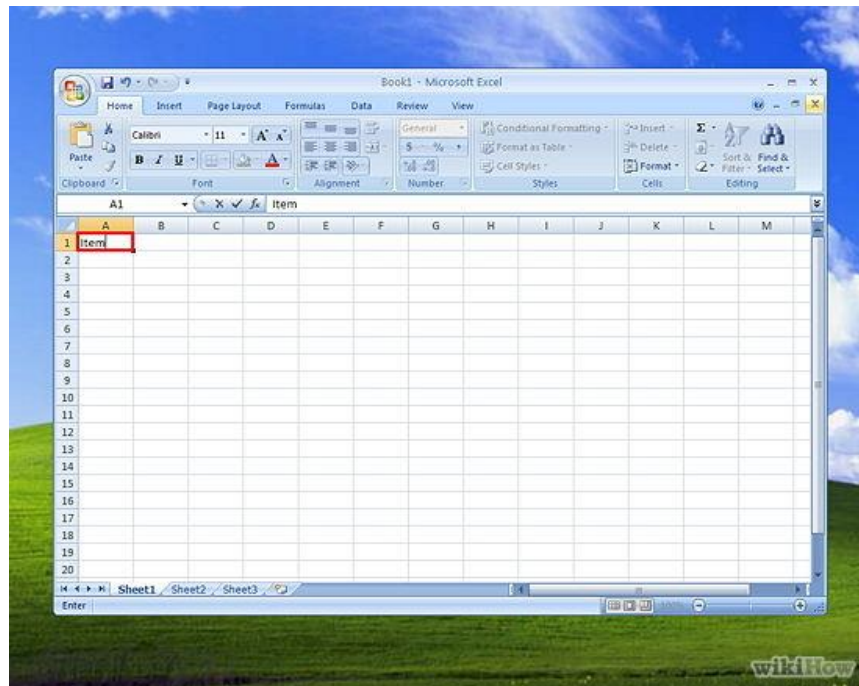 Book1 - Microsoft Excel
Home Insert Page Layout Formulas Data Review View
Calibri 11 A A General Conditional Formatting Insert Σ
Paste B I U A $ % , Format as Table Delete Sort & Find &
Cell Styles Format Filter Select
Clipboard Font Alignment Number Styles Cells Editing
A1 fx Item
A B C D E F G H I J K L M
1 Item
2
3
4
5
6
7
8
9
10
11
12
13
14
15
16
17
18
19
20
Sheet1 Sheet2 Sheet3
Enter 100%
wikiHow